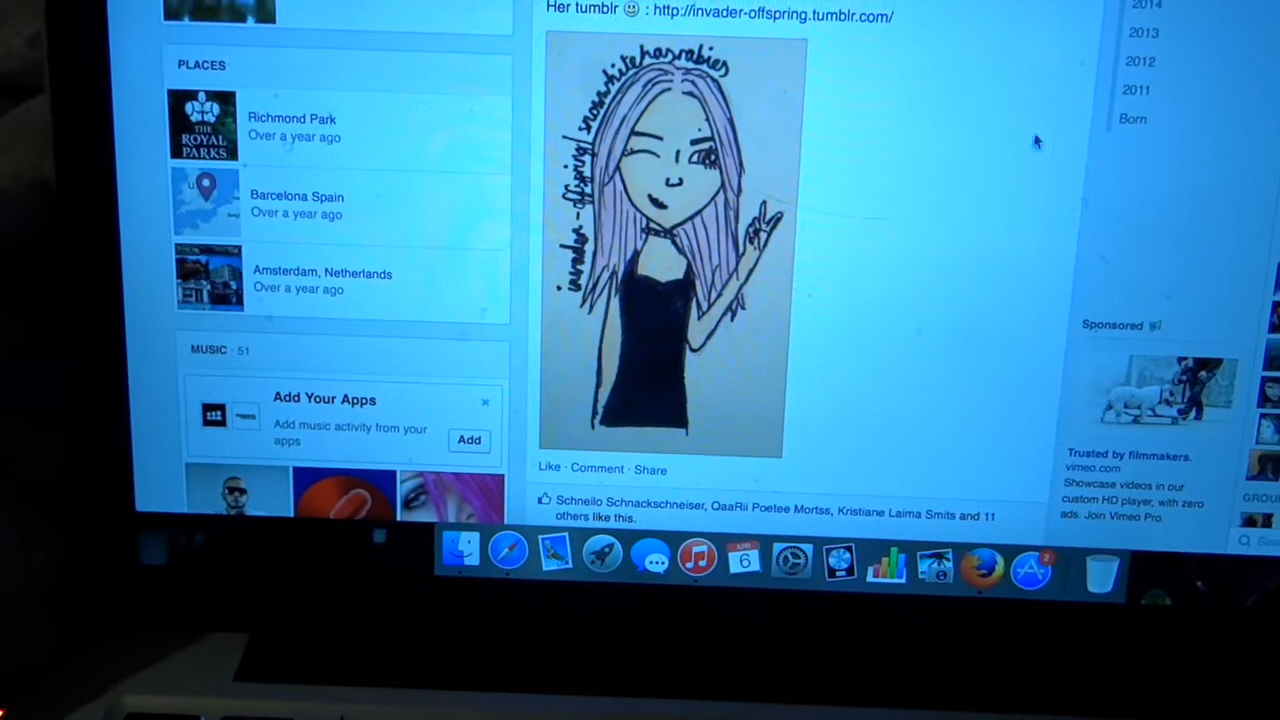 Her tumblr 😃 : http://invader-offspring.tumblr.com/
PLACES
THE
ROYAL
PARKS
Richmond Park
Over a year ago
Barcelona Spain
Over a year ago
Amsterdam, Netherlands
Over a year ago
MUSIC · 51
Add Your Apps
Add music activity from your
apps
Add
invader-offspring/snowwhitehasrabies
Like · Comment · Share
Schneilo Schnackschneiser, QaaRii Poetee Mortss, Kristiane Laima Smits and 11
others like this.
2014
2013
2012
2011
Born
Sponsored
Trusted by filmmakers.
vimeo.com
Showcase videos in our
custom HD player, with zero
ads. Join Vimeo Pro.
GROU
APR
6
2